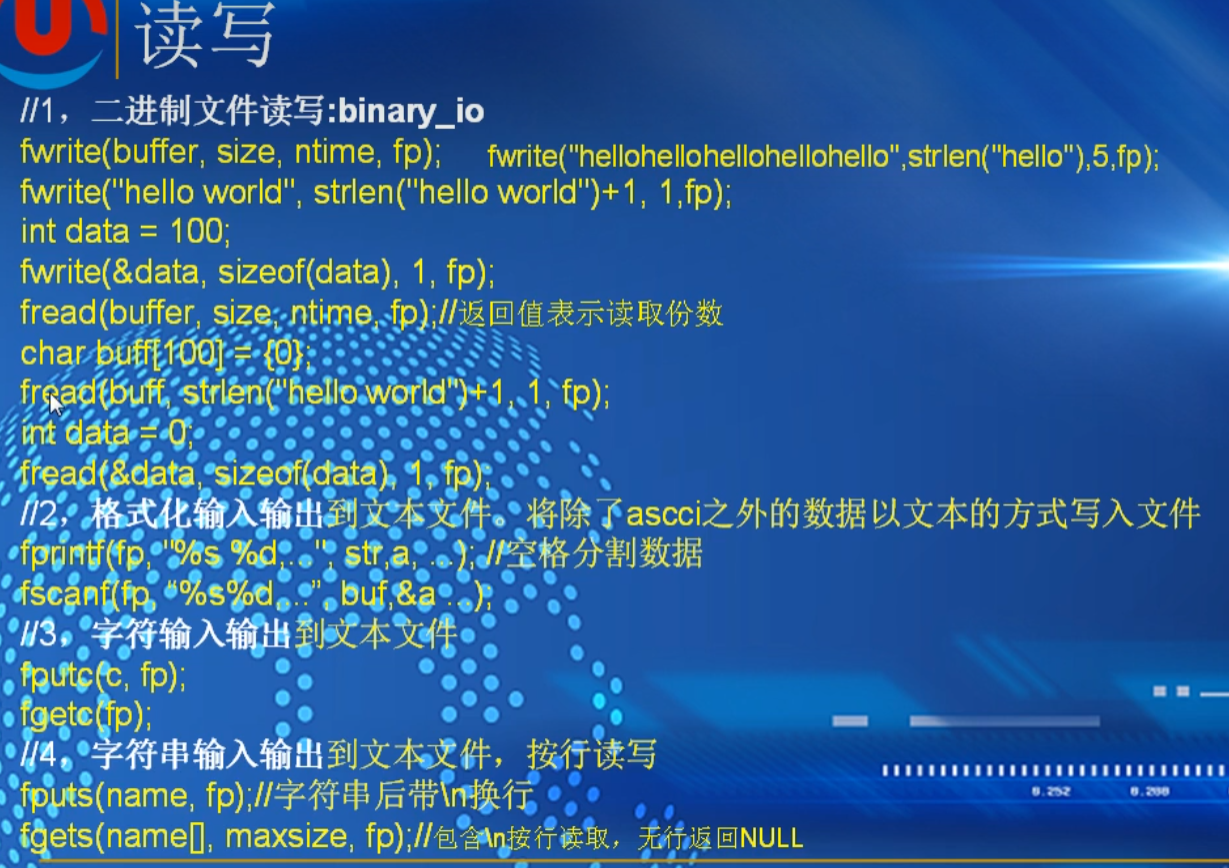 读写
//1，二进制文件读写:binary_io
fwrite(buffer, size, ntime, fp); fwrite("hellohellohellohellohello",strlen("hello"),5,fp);
fwrite("hello world", strlen("hello world")+1, 1,fp);
int data = 100;
fwrite(&data, sizeof(data), 1, fp);
fread(buffer, size, ntime, fp);//返回值表示读取份数
char buff[100] = {0};
fread(buff, strlen("hello world")+1, 1, fp);
int data = 0;
fread(&data, sizeof(data), 1, fp);
//2，格式化输入输出到文本文件。将除了ascci之外的数据以文本的方式写入文件
fprintf(fp, "%s %d,...", str,a, ...); //空格分割数据
fscanf(fp, “%s%d,...”, buf,&a ...);
//3，字符输入输出到文本文件
fputc(c, fp);
fgetc(fp);
//4，字符串输入输出到文本文件，按行读写
fputs(name, fp);//字符串后带\n换行
fgets(name[], maxsize, fp);//包含\n按行读取，无行返回NULL
0.252 0.208